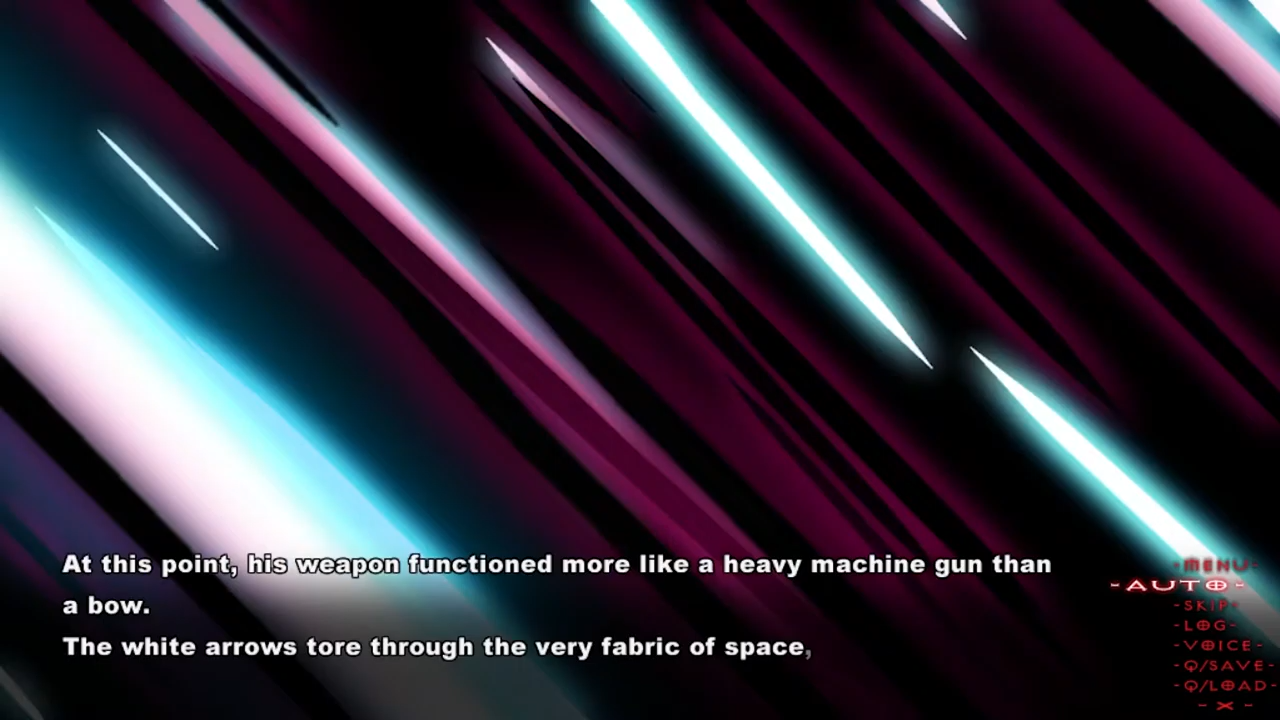 At this point, his weapon functioned more like a heavy machine gun than
a bow.
The white arrows tore through the very fabric of space,
-MENU-
-AUTO-
-SKIP-
-LOG-
-VOICE-
-Q/SAVE-
-Q/LOAD-
-X-